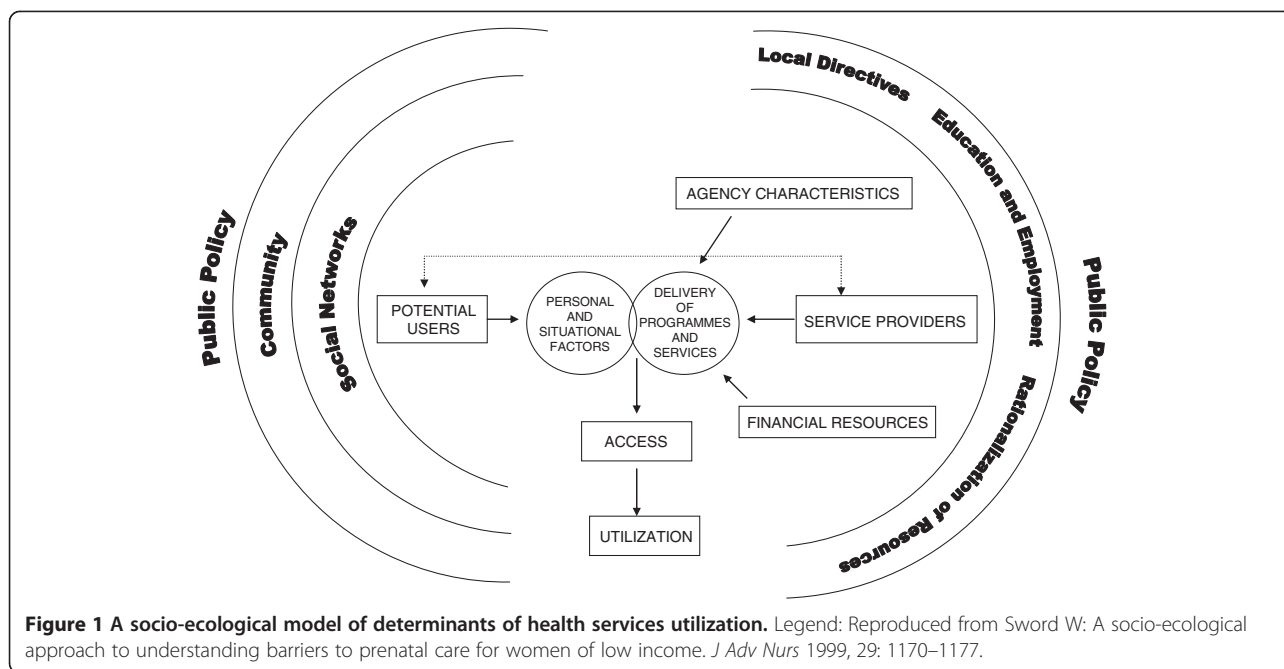 Public Policy
Community
Social Networks
Local Directives
Education and Employment
Rationalization of Resources
Public Policy
AGENCY CHARACTERISTICS
POTENTIAL
USERS
PERSONAL
AND
SITUATIONAL
FACTORS
DELIVERY
OF
PROGRAMMES
AND
SERVICES
SERVICE PROVIDERS
FINANCIAL RESOURCES
ACCESS
UTILIZATION
Figure 1 A socio-ecological model of determinants of health services utilization. Legend: Reproduced from Sword W: A socio-ecological
approach to understanding barriers to prenatal care for women of low income. J Adv Nurs 1999, 29: 1170–1177.